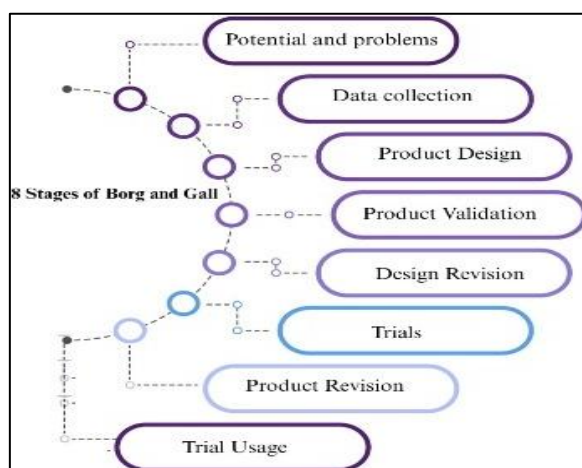 Potential and problems
Data collection
Product Design
8 Stages of Borg and Gall
Product Validation
Design Revision
Trials
Product Revision
Trial Usage